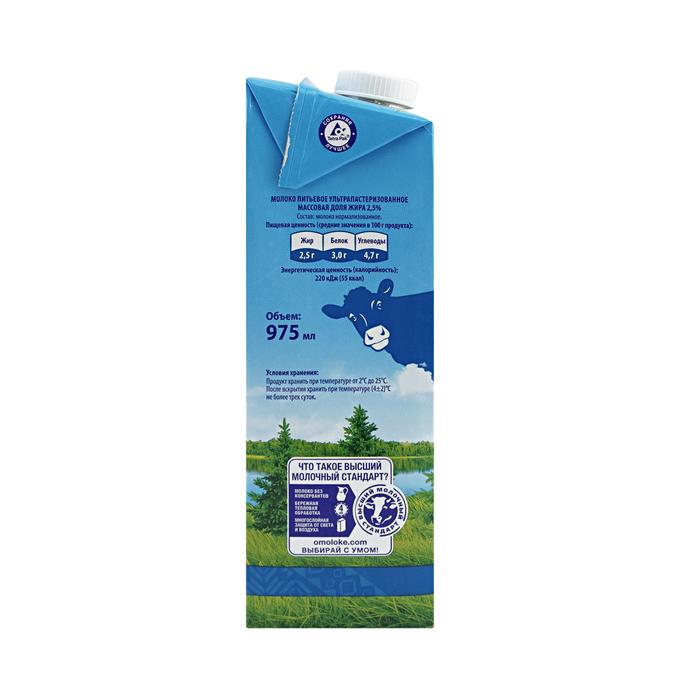 СОХРАНЯЯ
Tetra Pak
ЛУЧШЕЕ
МОЛОКО ПИТЬЕВОЕ УЛЬТРАПАСТЕРИЗОВАННОЕ
МАССОВАЯ ДОЛЯ ЖИРА 2,5%
Состав: молоко нормализованное.
Пищевая ценность (средние значения в 100 г продукта):
Жир Белок Углеводы
2,5 г 3,0 г 4,7 г
Энергетическая ценность (калорийность):
220 кДж (55 ккал)
Объем:
975 мл
Условия хранения:
Продукт хранить при температуре от 2°С до 25°С.
После вскрытия хранить при температуре (4±2)°С
не более трех суток.
ЧТО ТАКОЕ ВЫСШИЙ
МОЛОЧНЫЙ СТАНДАРТ?
МОЛОКО БЕЗ
КОНСЕРВАНТОВ
БЕРЕЖНАЯ
ТЕПЛОВАЯ
ОБРАБОТКА
МНОГОСЛОЙНАЯ
ЗАЩИТА ОТ СВЕТА
И ВОЗДУХА
ВЫСШИЙ МОЛОЧНЫЙ
СТАНДАРТ
omoloke.com
ВЫБИРАЙ С УМОМ!